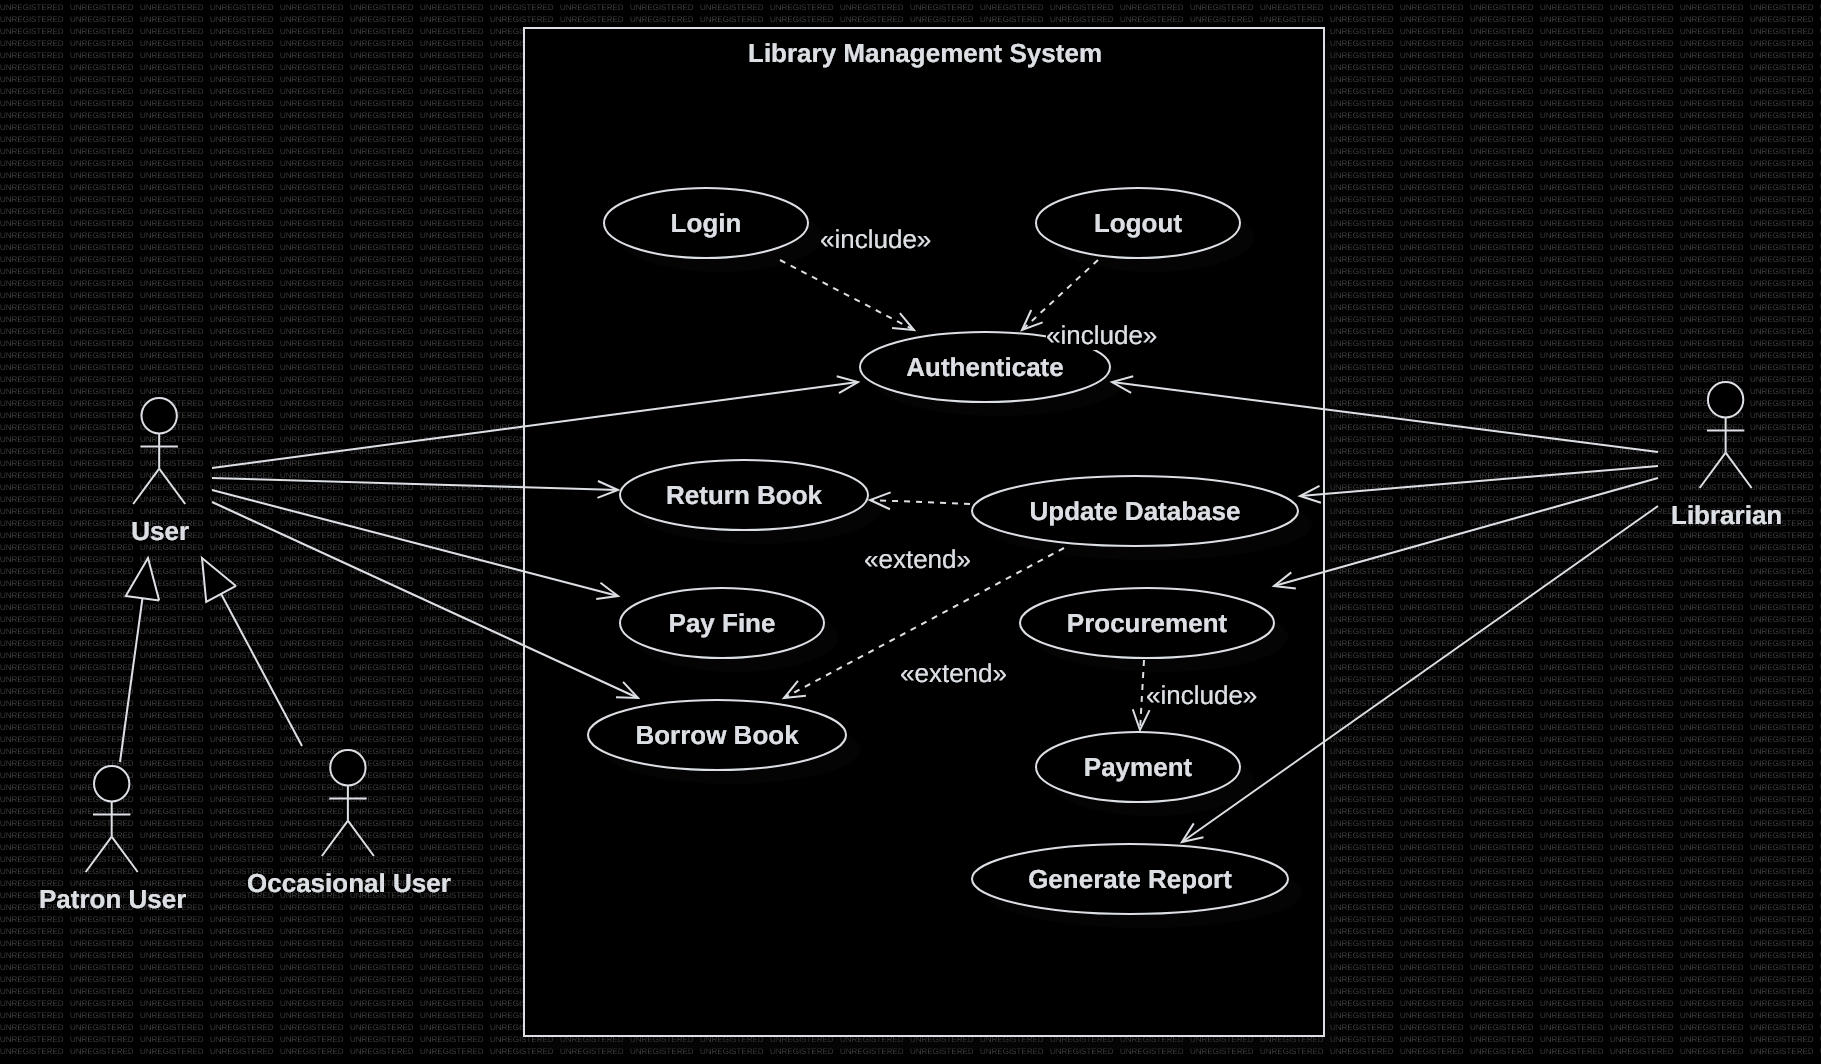 Library Management System
Login
Logout
«include»
«include»
Authenticate
Return Book
Update Database
User
Librarian
«extend»
Pay Fine
Procurement
«extend»
«include»
Borrow Book
Payment
Generate Report
Occasional User
Patron User
UNREGISTERED